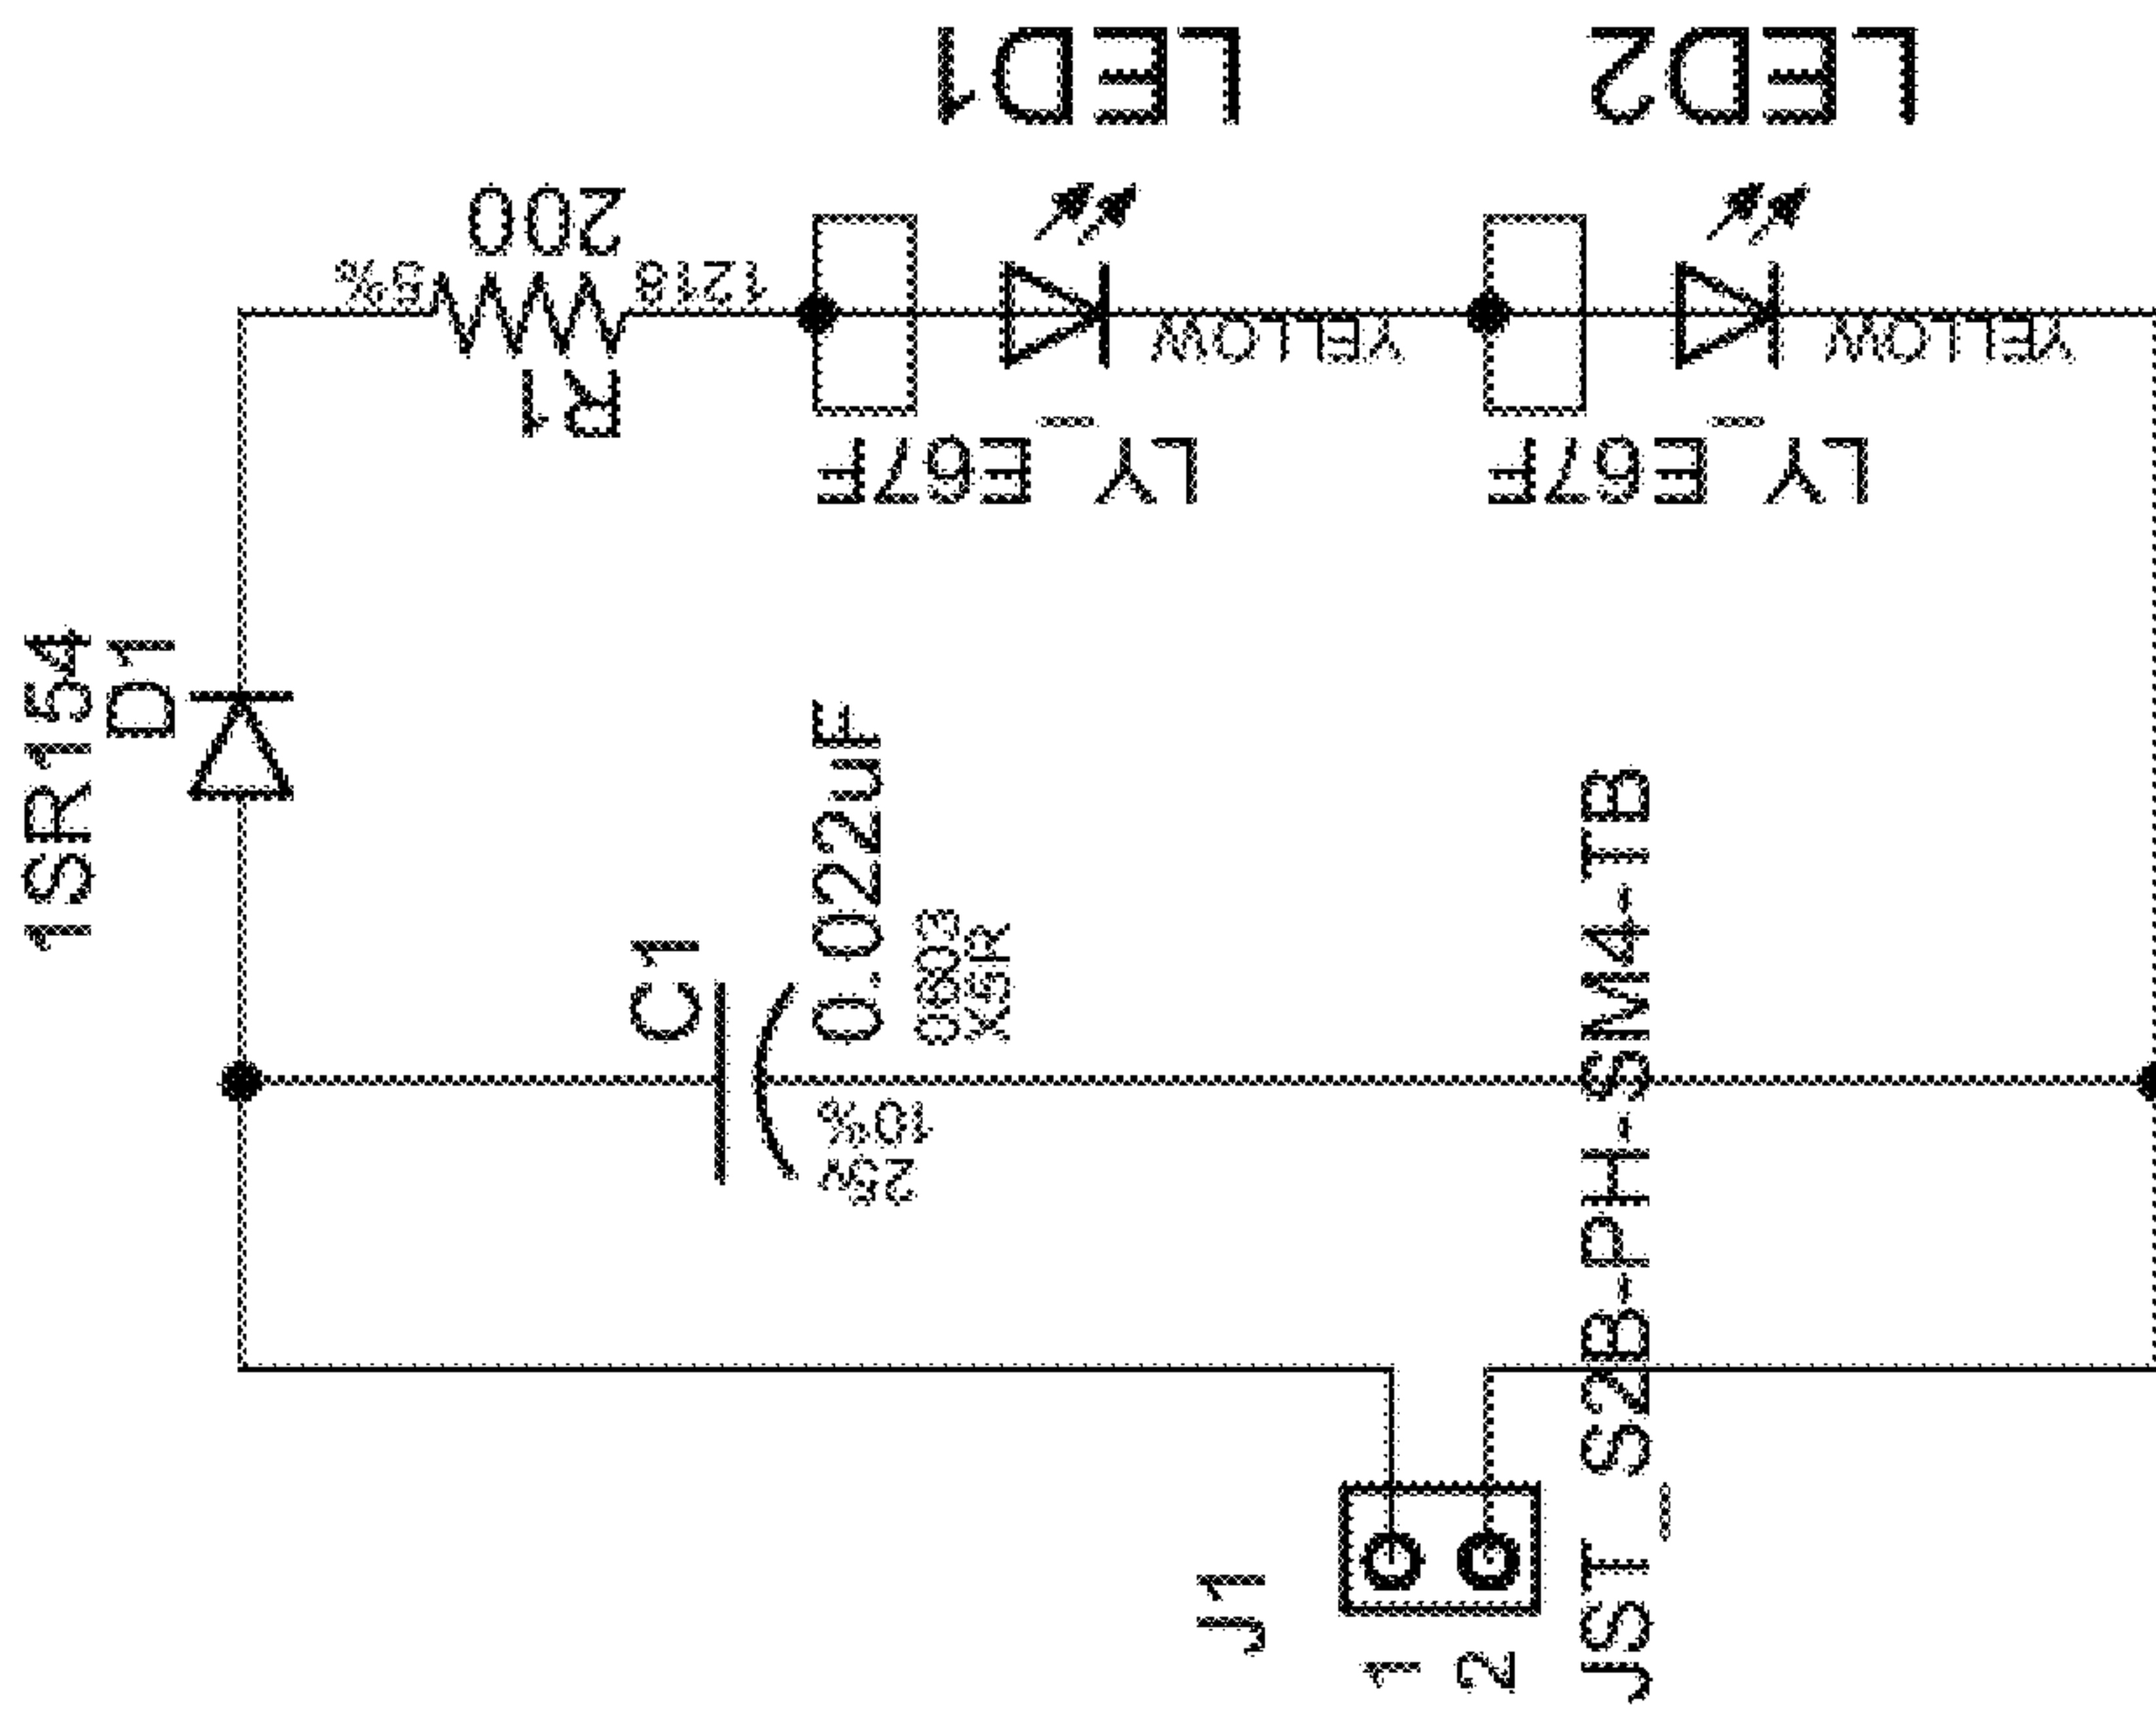 LED1
LED2
200
5%
1218
R1
YELLOW
YELLOW
LY_E67F
LY_E67F
1SR154
D1
C1
0.022uF
0603
X5R
10%
25v
J1
1
2
JST_S2B-PH-SM4-TB